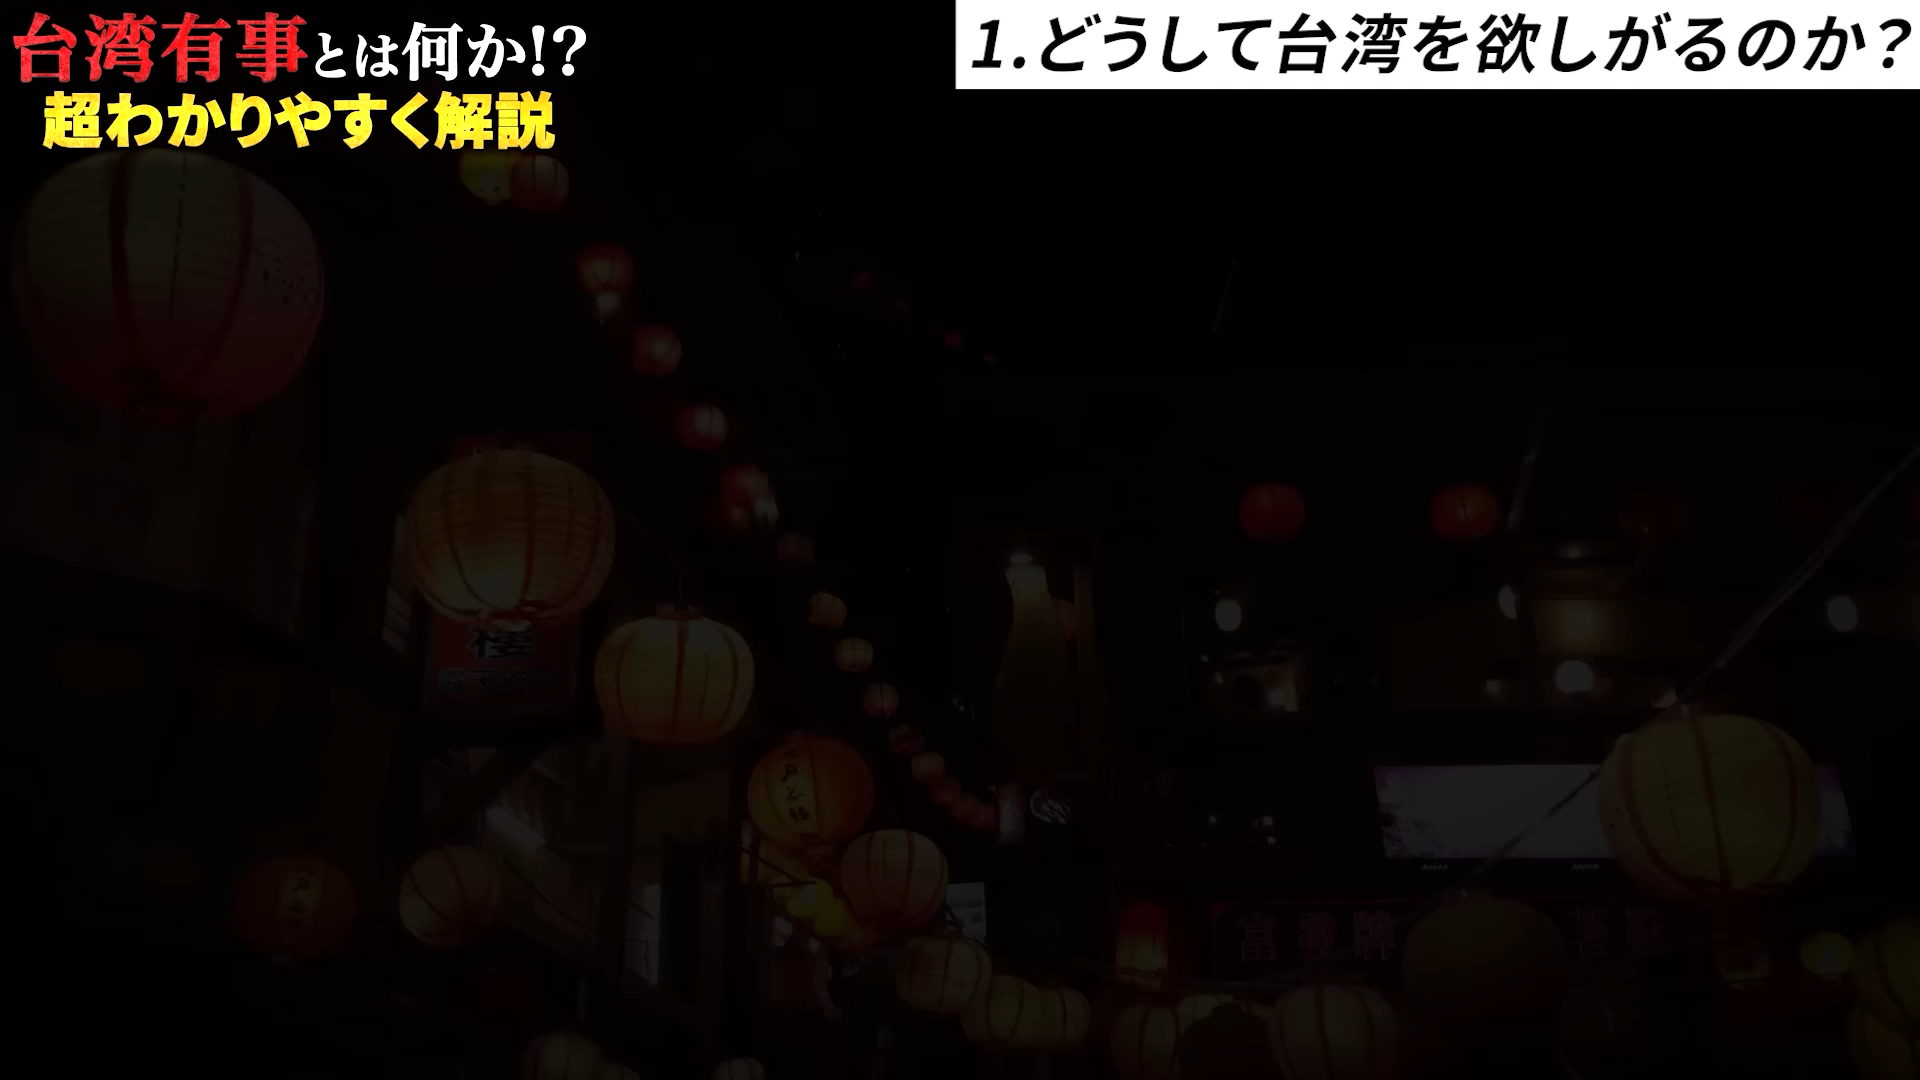 台湾有事とは何か!?
超わかりやすく解説
1.どうして台湾を欲しがるのか?
樓